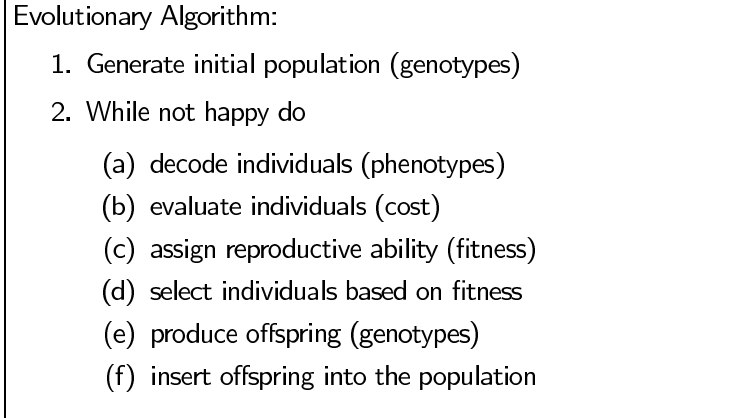 Evolutionary Algorithm:
1. Generate initial population (genotypes)
2. While not happy do
(a) decode individuals (phenotypes)
(b) evaluate individuals (cost)
(c) assign reproductive ability (fitness)
(d) select individuals based on fitness
(e) produce offspring (genotypes)
(f) insert offspring into the population